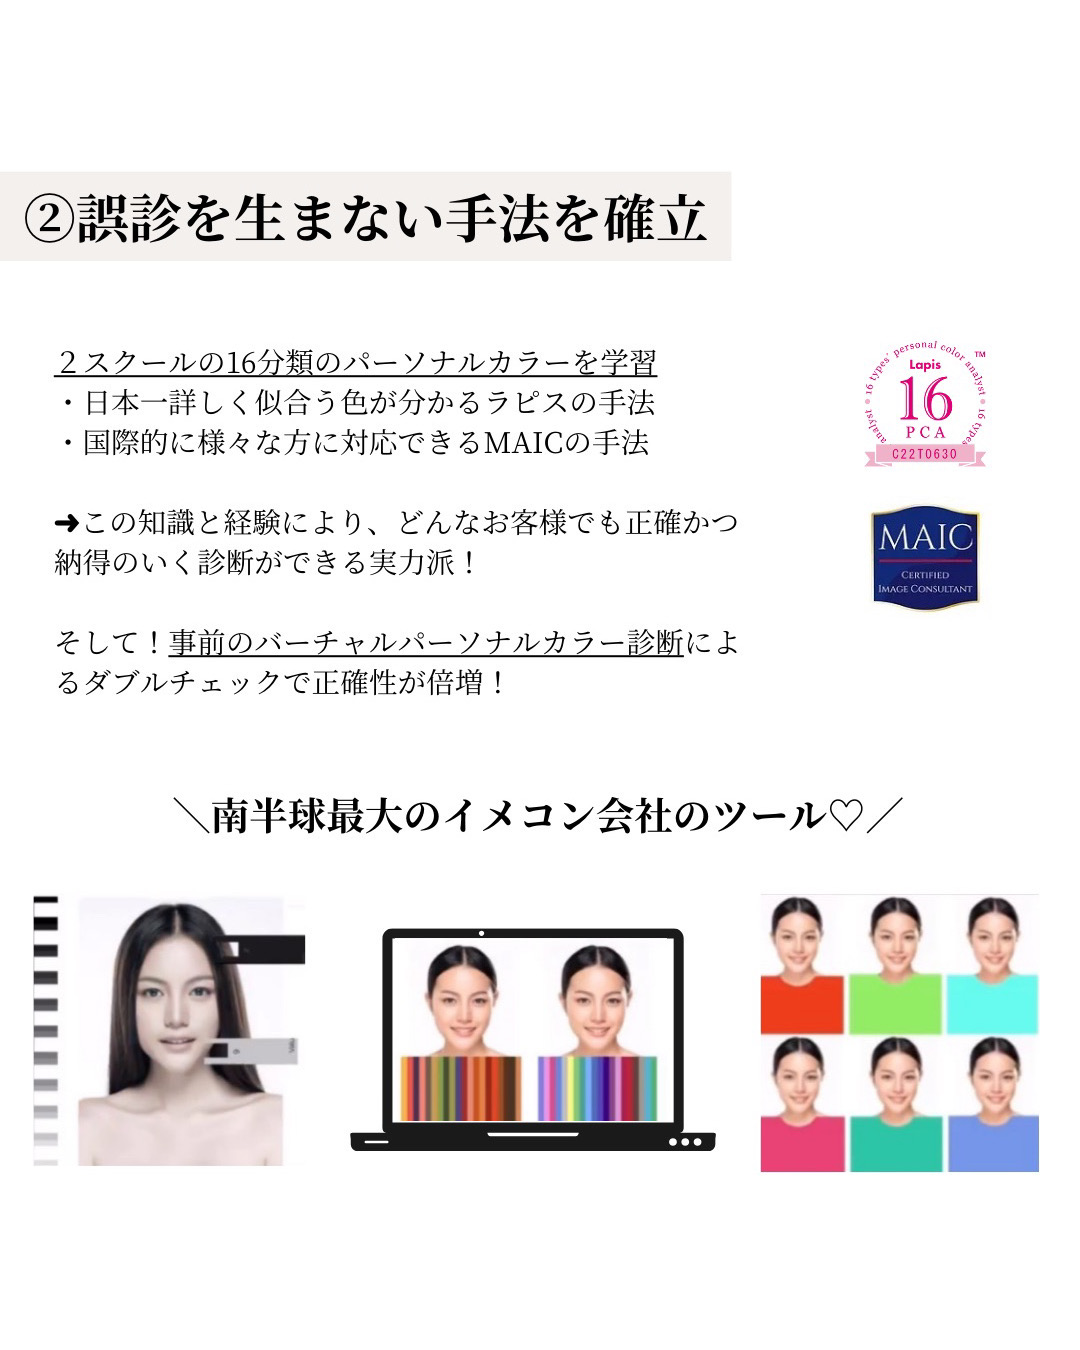 ②誤診を生まない手法を確立
２スクールの16分類のパーソナルカラーを学習
・日本一詳しく似合う色が分かるラピスの手法
・国際的に様々な方に対応できるMAICの手法
➜この知識と経験により、どんなお客様でも正確かつ
納得のいく診断ができる実力派！
そして！事前のバーチャルパーソナルカラー診断によ
るダブルチェックで正確性が倍増！
16 types' personal color analyst
TM
Lapis
16
PCA
C22T0630
MAIC
CERTIFIED
IMAGE CONSULTANT
＼南半球最大のイメコン会社のツール♡／